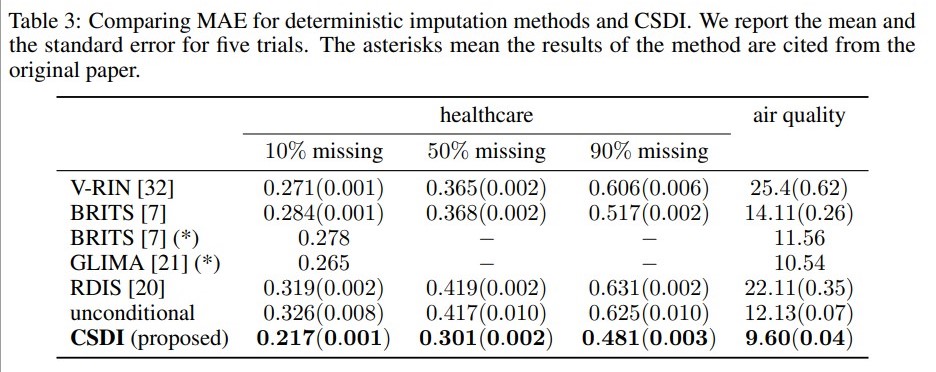 Table 3: Comparing MAE for deterministic imputation methods and CSDI. We report the mean and
the standard error for five trials. The asterisks mean the results of the method are cited from the
original paper.
healthcare air quality
10% missing 50% missing 90% missing
V-RIN [32] 0.271(0.001) 0.365(0.002) 0.606(0.006) 25.4(0.62)
BRITS [7] 0.284(0.001) 0.368(0.002) 0.517(0.002) 14.11(0.26)
BRITS [7] (*) 0.278 – – 11.56
GLIMA [21] (*) 0.265 – – 10.54
RDIS [20] 0.319(0.002) 0.419(0.002) 0.631(0.002) 22.11(0.35)
unconditional 0.326(0.008) 0.417(0.010) 0.625(0.010) 12.13(0.07)
CSDI (proposed) 0.217(0.001) 0.301(0.002) 0.481(0.003) 9.60(0.04)